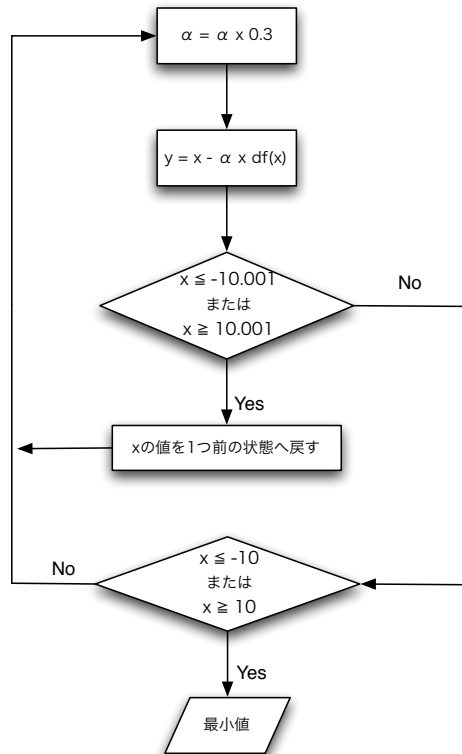 α = α x 0.3
y = x - α x df(x)
x ≦ -10.001
または
x ≧ 10.001
No
Yes
xの値を1つ前の状態へ戻す
x ≦ -10
または
x ≧ 10
No
Yes
最小値